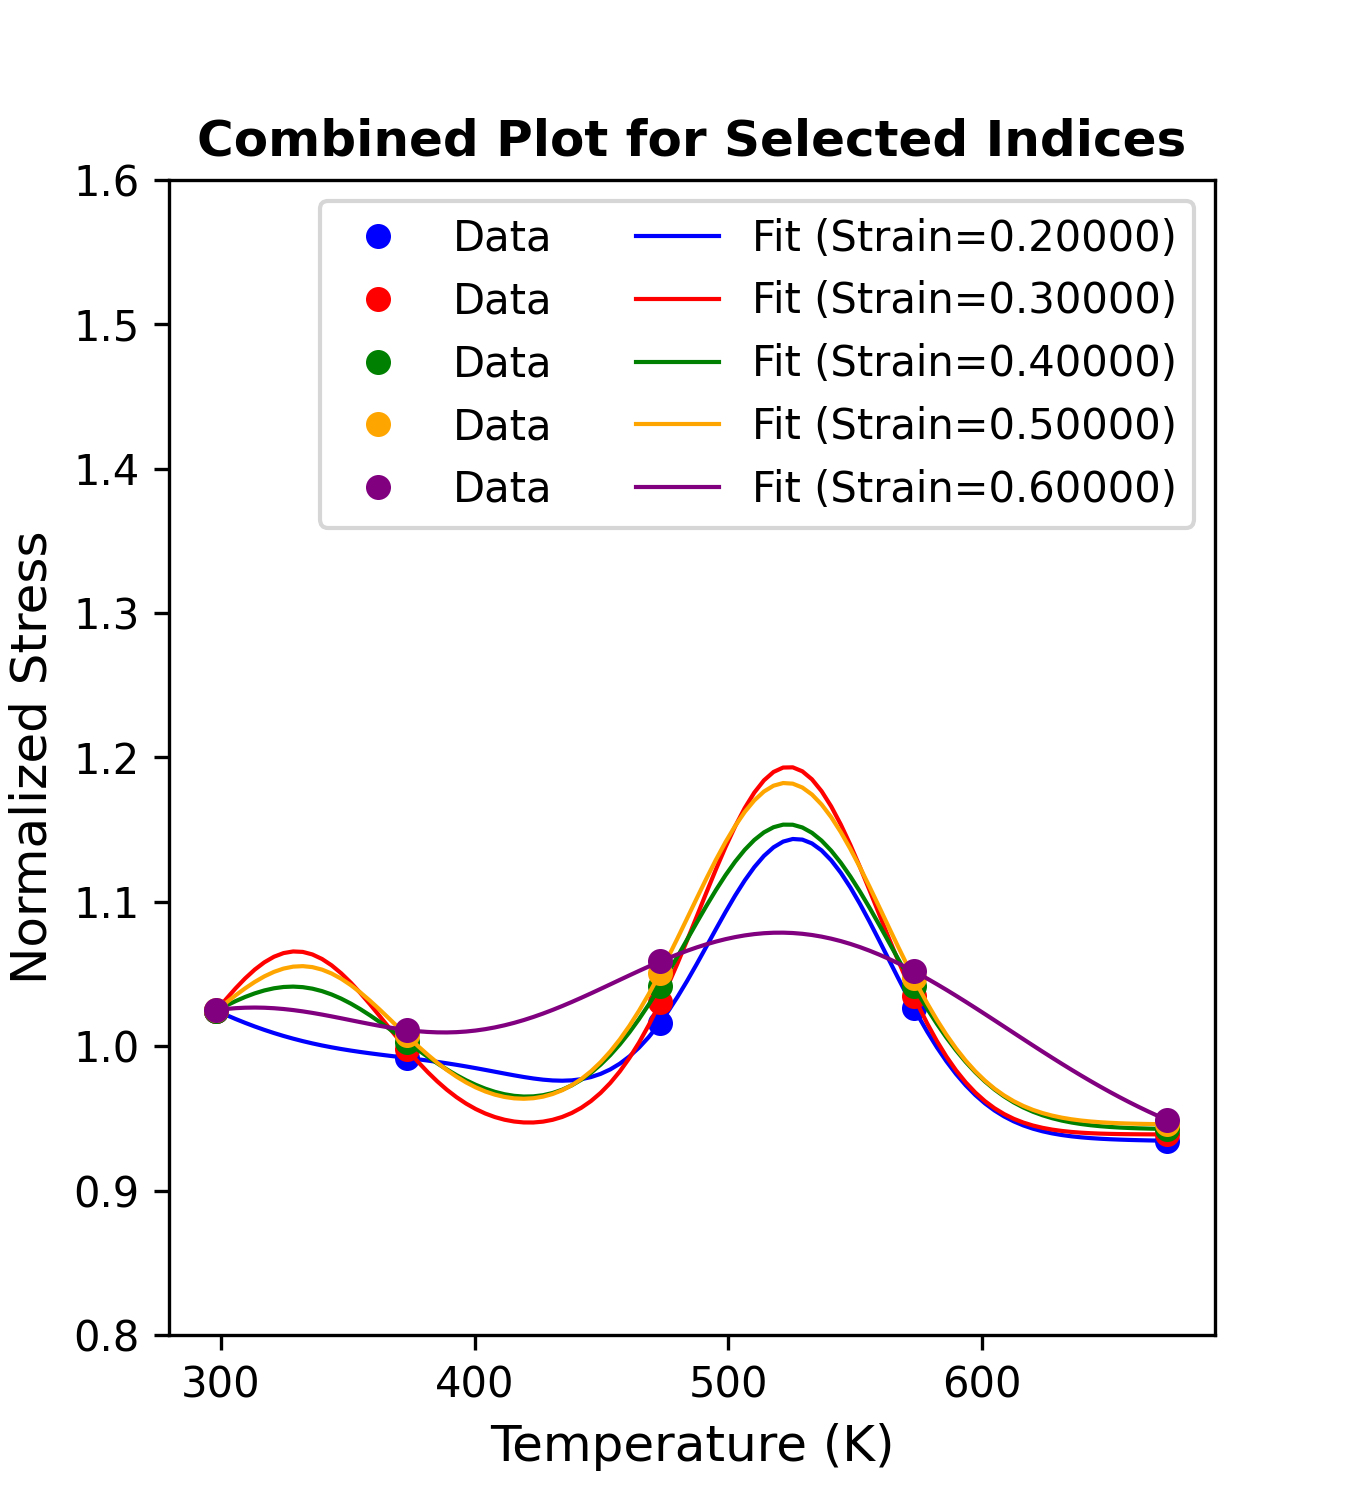 Combined Plot for Selected Indices
1.6
1.5
1.4
1.3
1.2
1.1
1.0
0.9
0.8
Normalized Stress
Data Fit (Strain=0.20000)
Data Fit (Strain=0.30000)
Data Fit (Strain=0.40000)
Data Fit (Strain=0.50000)
Data Fit (Strain=0.60000)
300 400 500 600
Temperature (K)